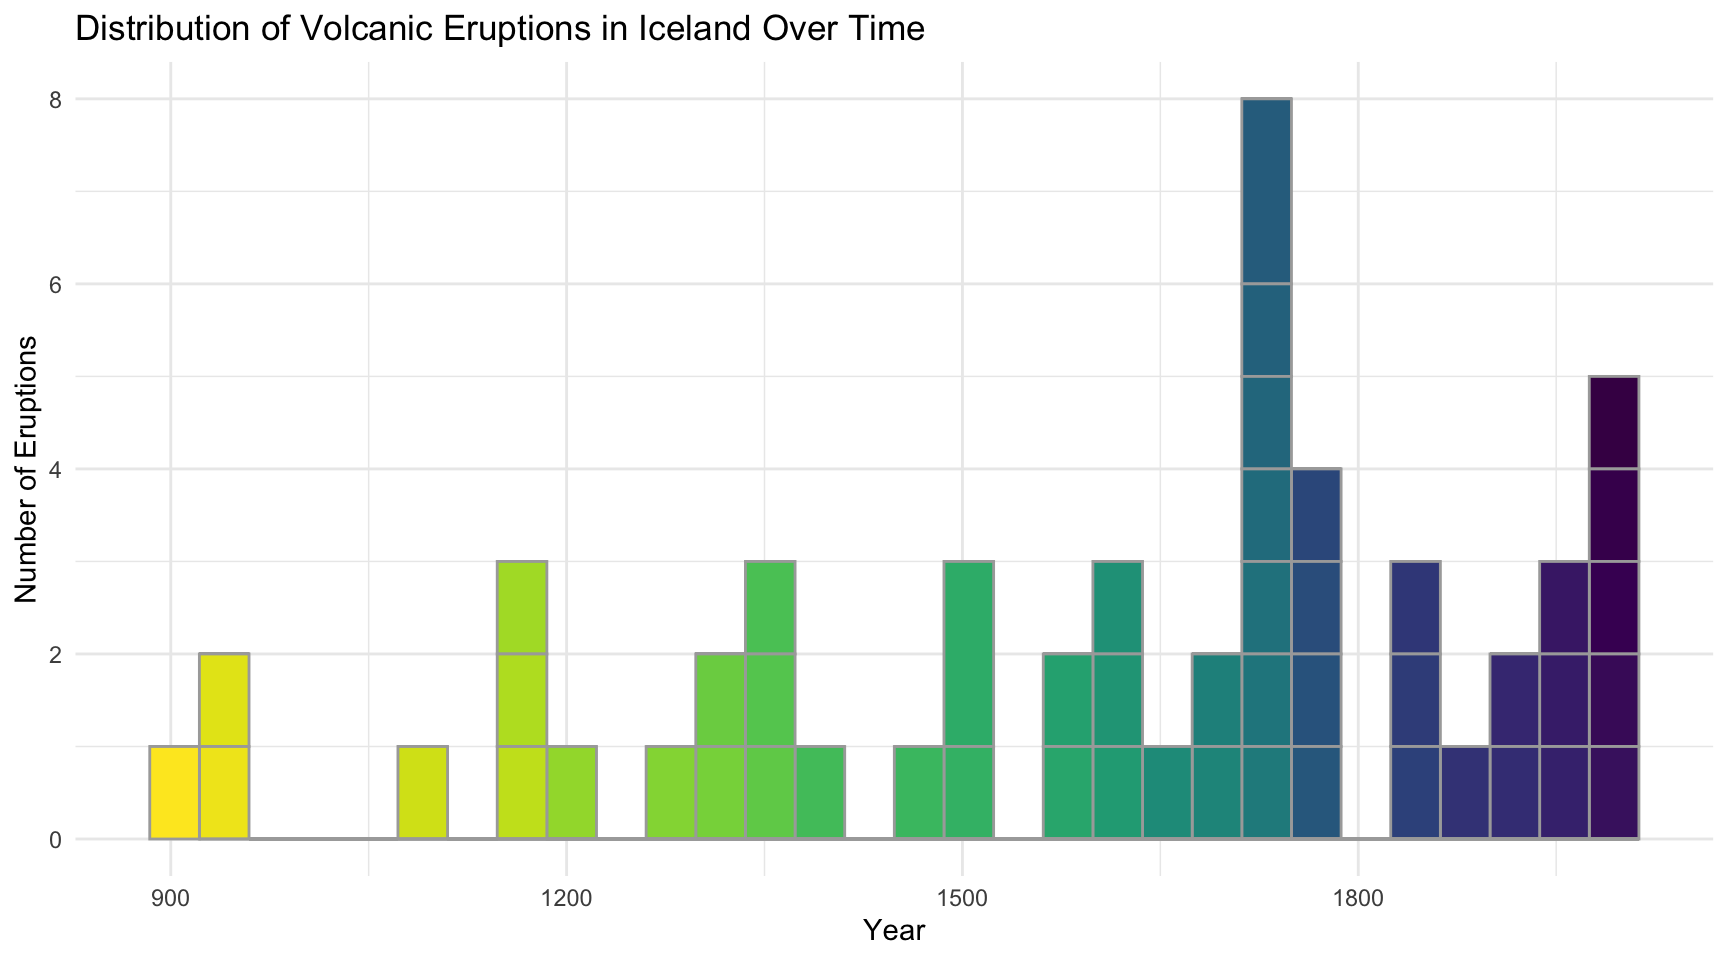 Distribution of Volcanic Eruptions in Iceland Over Time
8
6
4
2
0
Number of Eruptions
900 1200 1500 1800
Year